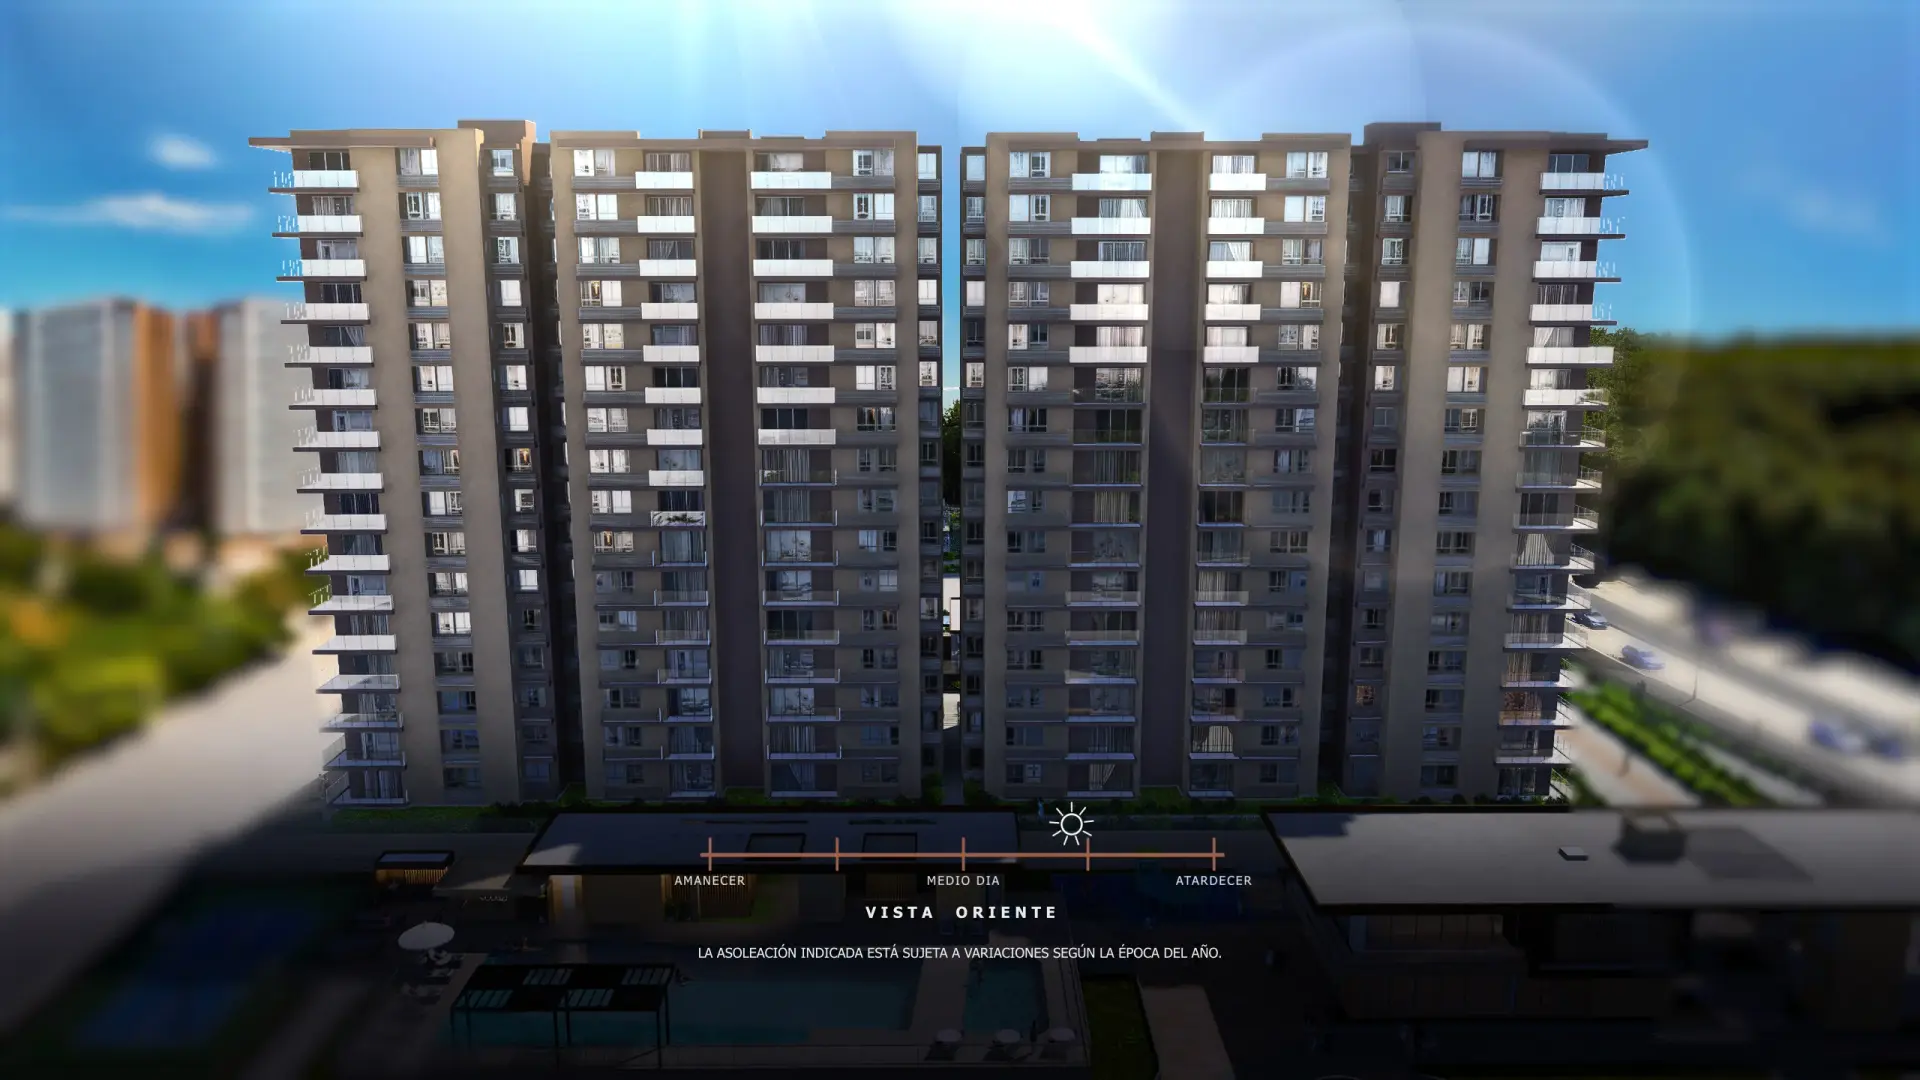 AMANECER MEDIO DIA ATARDECER
VISTA ORIENTE
LA ASOLEACIÓN INDICADA ESTÁ SUJETA A VARIACIONES SEGÚN LA ÉPOCA DEL AÑO.